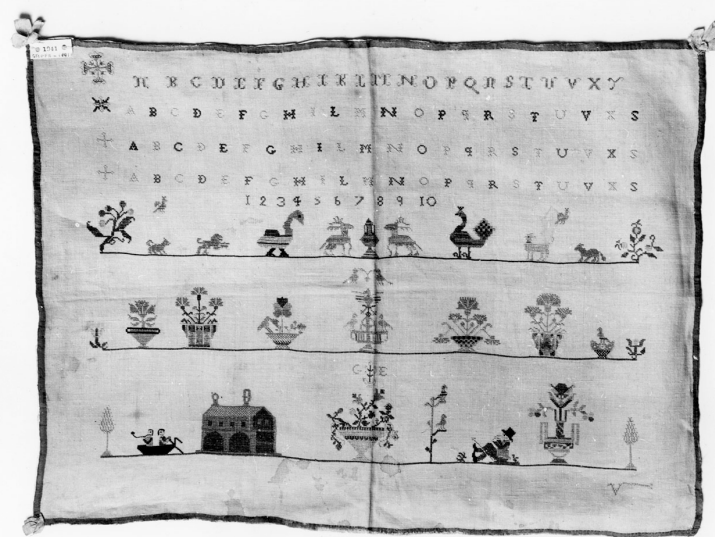 A B C D E F G H I K L M N O P Q R S T U V X Y
A B C D E F G H I L M N O P q R S T U V X S
A B C D E F G H I L M N O P q R S T U V X S
A B C D E F G H I L M N O P q R S T U V X S
1 2 3 4 5 6 7 8 9 10